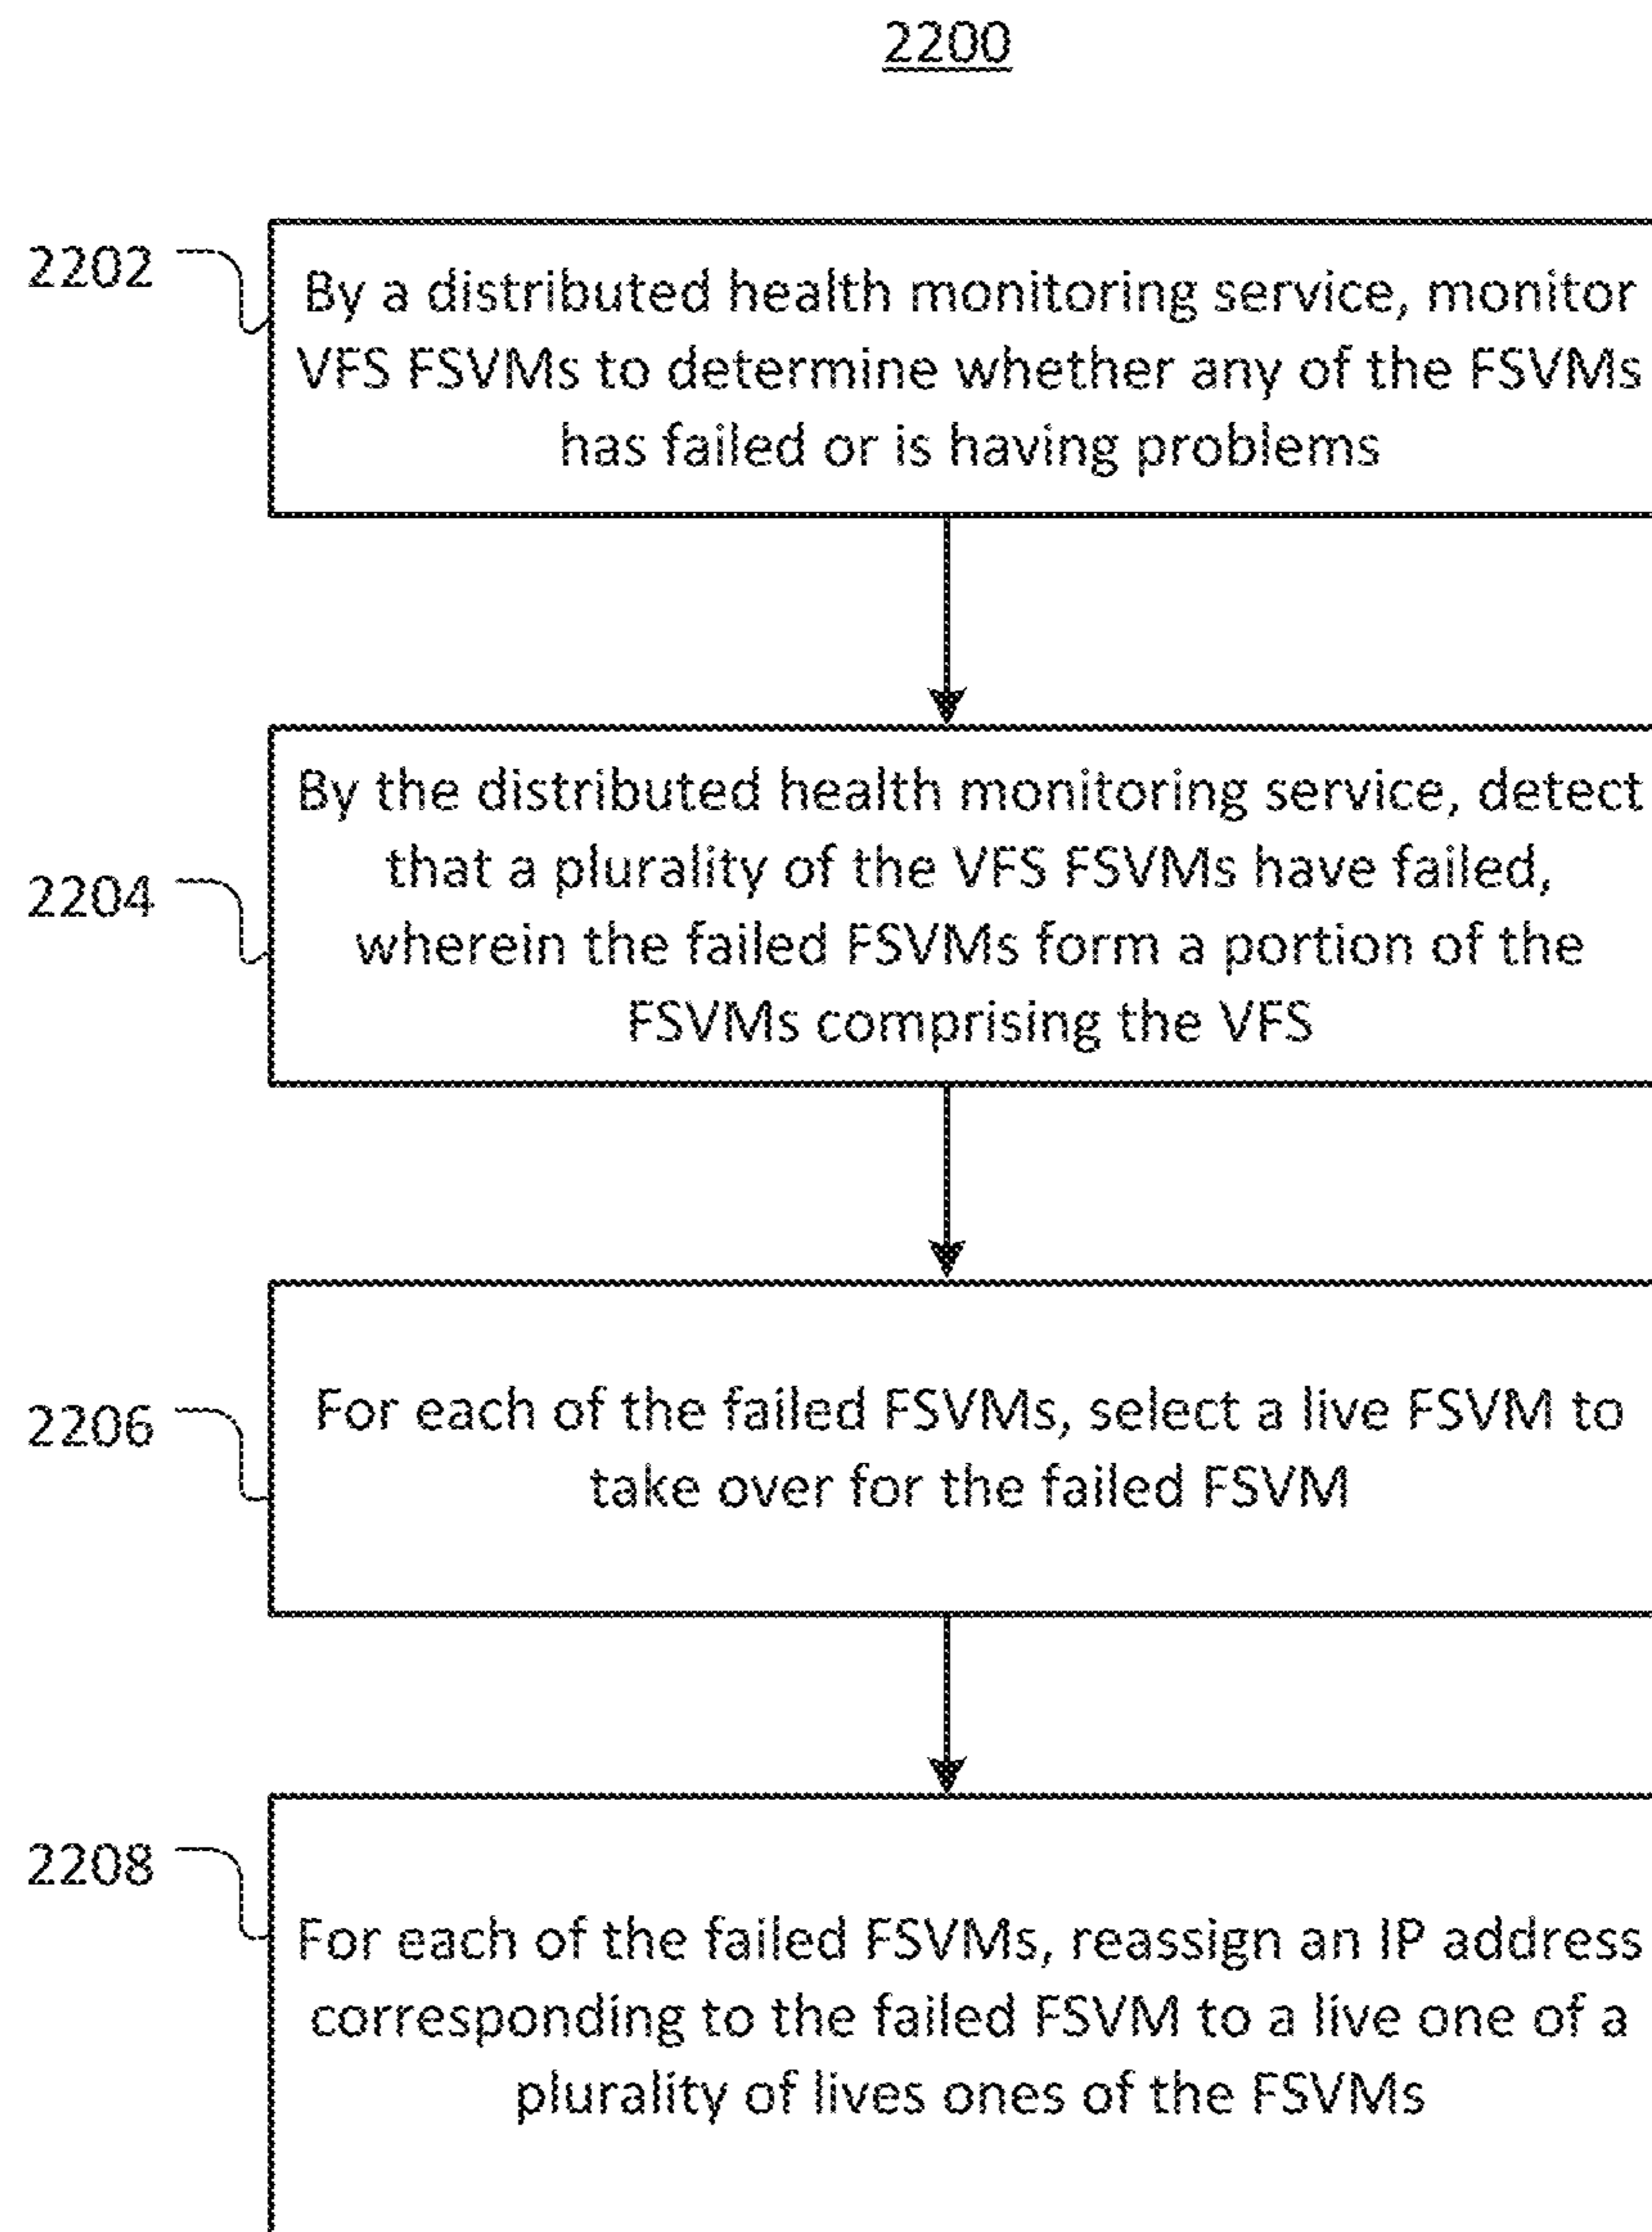 2200
2202
By a distributed health monitoring service, monitor
VFS FSVMs to determine whether any of the FSVMs
has failed or is having problems
2204
By the distributed health monitoring service, detect
that a plurality of the VFS FSVMs have failed,
wherein the failed FSVMs form a portion of the
FSVMs comprising the VFS
2206
For each of the failed FSVMs, select a live FSVM to
take over for the failed FSVM
2208
For each of the failed FSVMs, reassign an IP address
corresponding to the failed FSVM to a live one of a
plurality of lives ones of the FSVMs